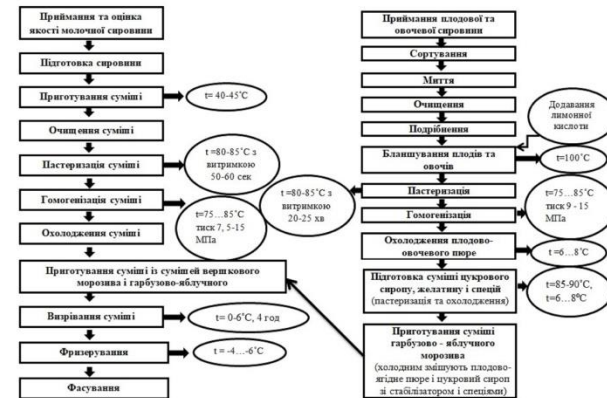 Приймання та оцінка
якості молочної сировини
Підготовка сировини
Приготування суміші
t= 40-45˚С
Очищення суміші
Пастеризація суміші
t =80-85˚С з
витримкою
50-60 сек
Гомогенізація суміші
t=75…85˚С
тиск 7, 5-15
МПа
Охолодження суміші
Приготування суміші із сумішей вершкового
морозива і гарбузово-яблучного
Визрівання суміші
t= 0-6˚С, 4 год
Фризерування
t = -4…-6˚С
Фасування
Приймання плодової та
овочевої сировини
Сортування
Миття
Очищення
Подрібнення
Додавання
лимонної
кислоти
Бланшування плодів та
овочів
t=100˚С
Пастеризація
t =80-85˚С з
витримкою
20-25 хв
Гомогенізація
t=75…85˚С
тиск 9 - 15
МПа
Охолодження плодово-
овочевого пюре
t =6…8˚С
Підготовка суміші цукрового
сиропу, желатину і спецій
(пастеризація та охолодження)
t=85-90˚С,
t=6…8⁰С
Приготування суміші
гарбузово - яблучного
морозива
(холодним змішують плодово-
ягідне пюре і цукровий сироп
зі стабілізатором і спеціями)